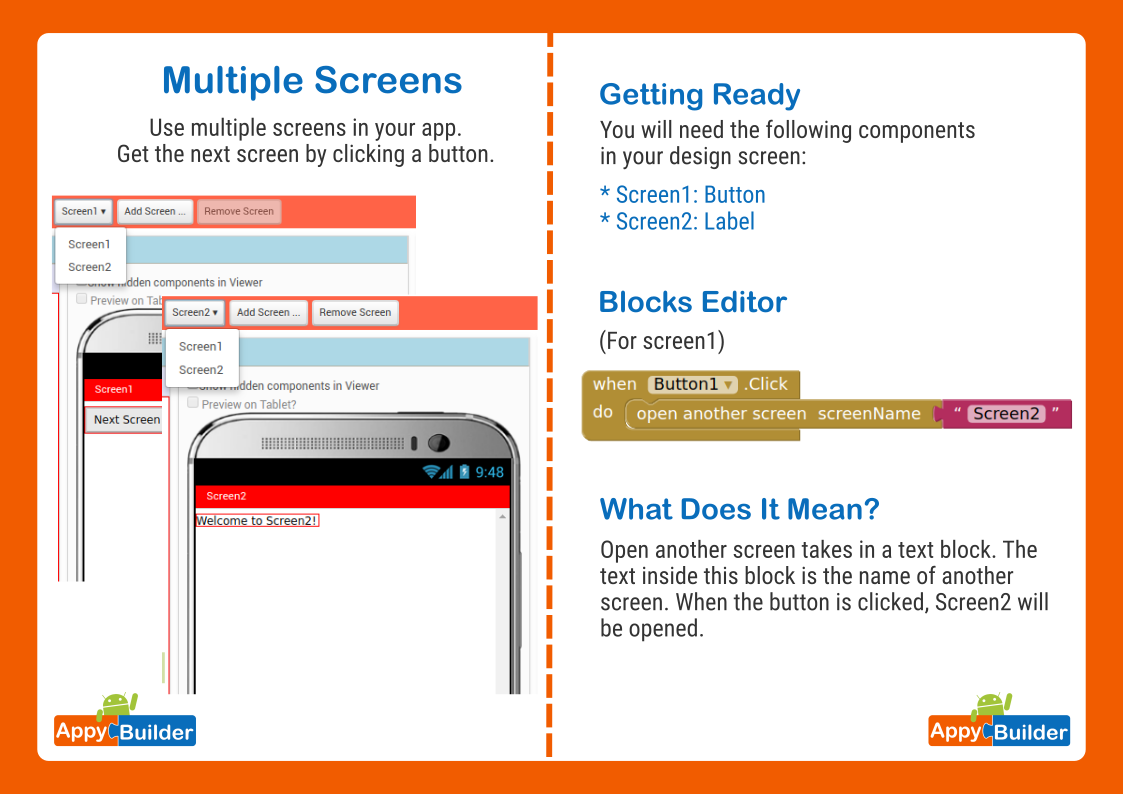 Multiple Screens
Use multiple screens in your app.
Get the next screen by clicking a button.
Screen1 ▾ Add Screen ... Remove Screen
Screen1
Screen2
Show hidden components in Viewer
Preview on Tab
Screen1
Next Screen
Screen2 ▾ Add Screen ... Remove Screen
Screen1
Screen2
Show hidden components in Viewer
Preview on Tablet?
9:48
Screen2
Welcome to Screen2!
Appy Builder
Getting Ready
You will need the following components
in your design screen:
* Screen1: Button
* Screen2: Label
Blocks Editor
(For screen1)
when Button1 ▾ .Click
do open another screen screenName “ Screen2 ”
What Does It Mean?
Open another screen takes in a text block. The
text inside this block is the name of another
screen. When the button is clicked, Screen2 will
be opened.
Appy Builder